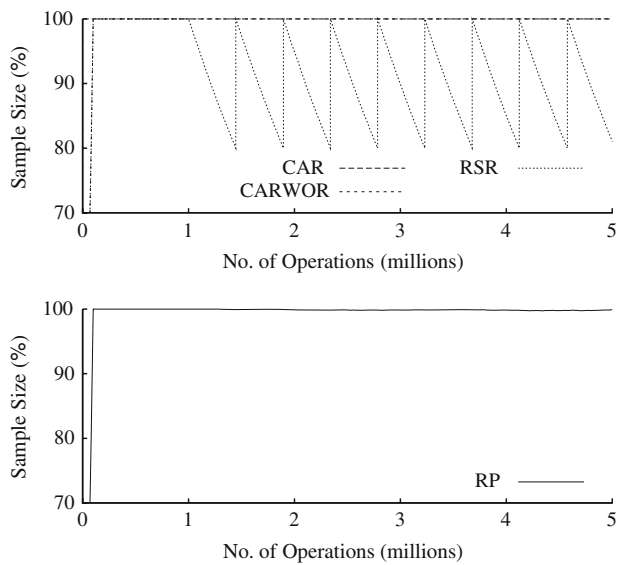 100
90
80
70
Sample Size (%)
CAR
CARWOR
RSR
0 1 2 3 4 5
No. of Operations (millions)
100
90
80
70
Sample Size (%)
RP
0 1 2 3 4 5
No. of Operations (millions)